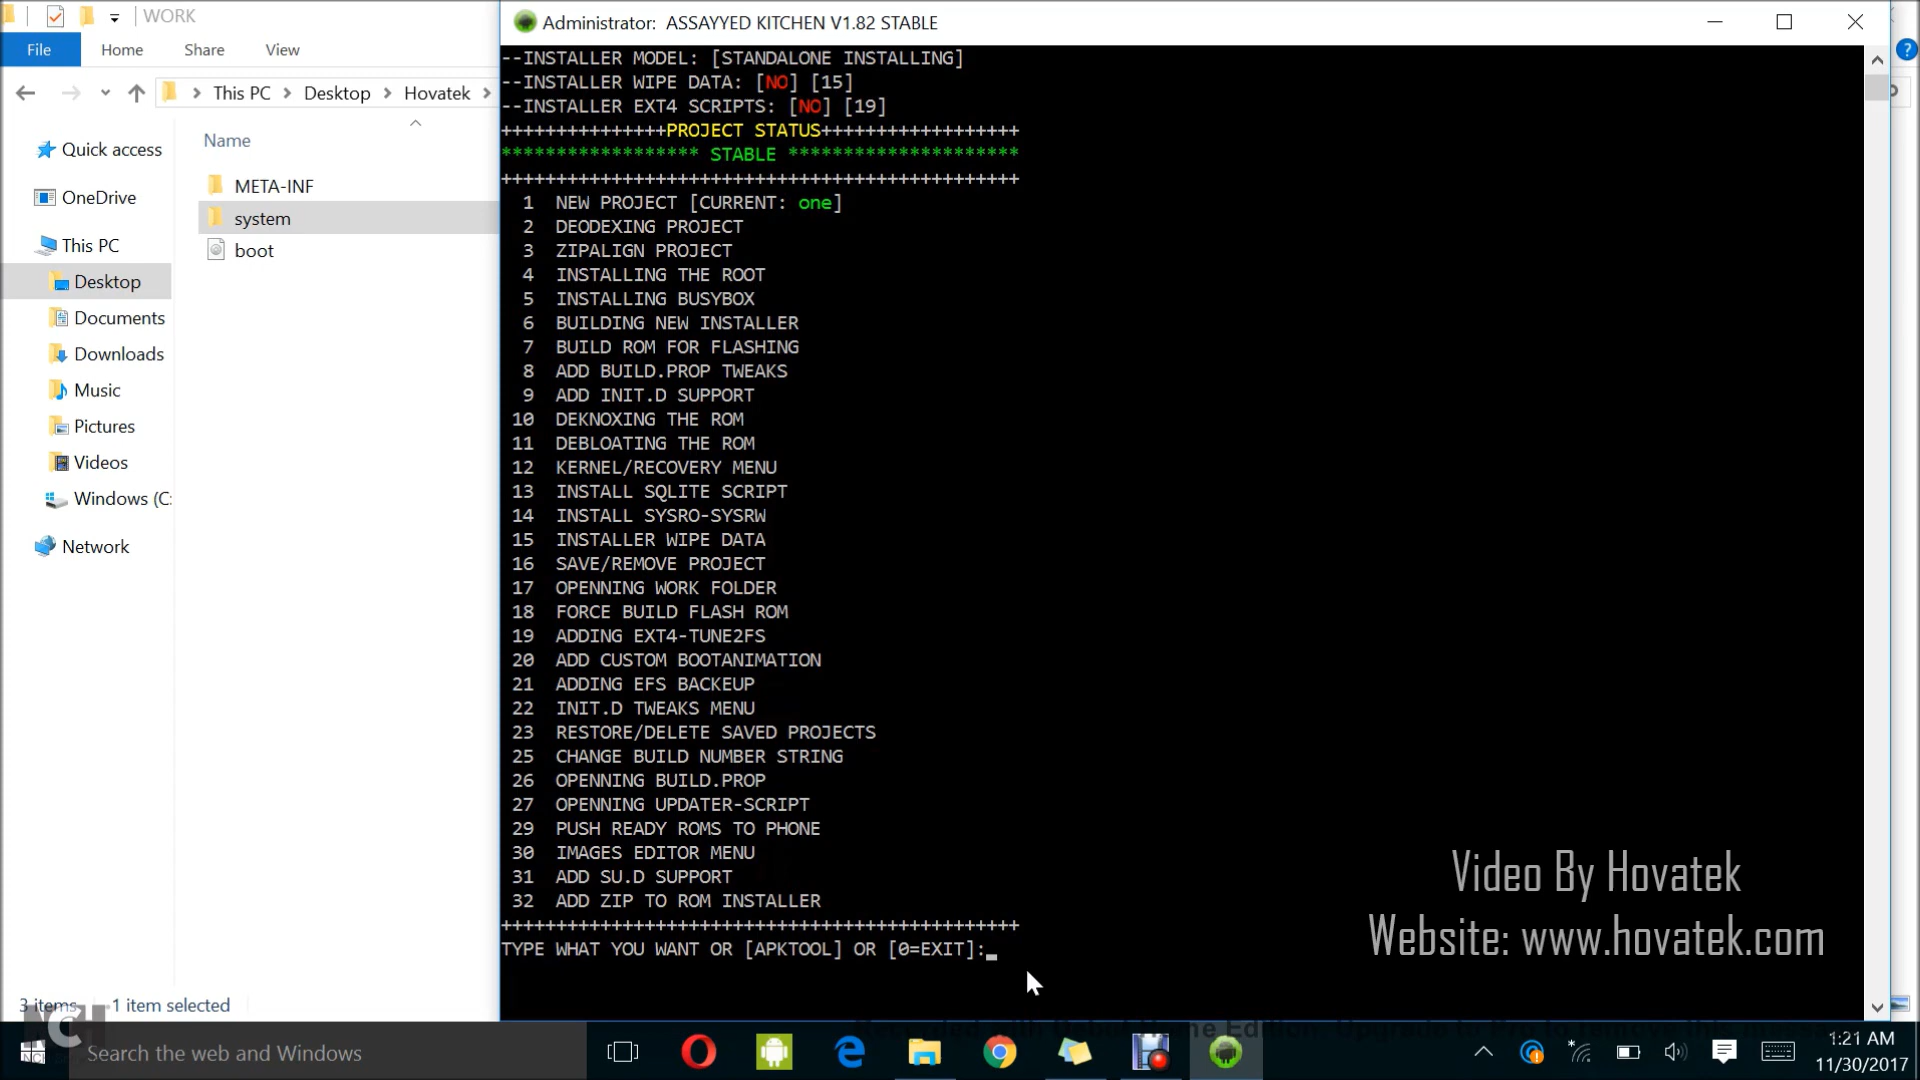 WORK
File Home Share View
This PC Desktop Hovatek
Quick access
OneDrive
This PC
Desktop
Documents
Downloads
Music
Pictures
Videos
Windows (C:
Network
Name
META-INF
system
boot
3 items 1 item selected
Administrator: ASSAYYED KITCHEN V1.82 STABLE
--INSTALLER MODEL: [STANDALONE INSTALLING]
--INSTALLER WIPE DATA: [NO] [15]
--INSTALLER EXT4 SCRIPTS: [NO] [19]
+++++++++++++++PROJECT STATUS++++++++++++++++++
****************** STABLE *********************
+++++++++++++++++++++++++++++++++++++++++++++++
1 NEW PROJECT [CURRENT: one]
2 DEODEXING PROJECT
3 ZIPALIGN PROJECT
4 INSTALLING THE ROOT
5 INSTALLING BUSYBOX
6 BUILDING NEW INSTALLER
7 BUILD ROM FOR FLASHING
8 ADD BUILD.PROP TWEAKS
9 ADD INIT.D SUPPORT
10 DEKNOXING THE ROM
11 DEBLOATING THE ROM
12 KERNEL/RECOVERY MENU
13 INSTALL SQLITE SCRIPT
14 INSTALL SYSRO-SYSRW
15 INSTALLER WIPE DATA
16 SAVE/REMOVE PROJECT
17 OPENNING WORK FOLDER
18 FORCE BUILD FLASH ROM
19 ADDING EXT4-TUNE2FS
20 ADD CUSTOM BOOTANIMATION
21 ADDING EFS BACKEUP
22 INIT.D TWEAKS MENU
23 RESTORE/DELETE SAVED PROJECTS
25 CHANGE BUILD NUMBER STRING
26 OPENNING BUILD.PROP
27 OPENNING UPDATER-SCRIPT
29 PUSH READY ROMS TO PHONE
30 IMAGES EDITOR MENU
31 ADD SU.D SUPPORT
32 ADD ZIP TO ROM INSTALLER
+++++++++++++++++++++++++++++++++++++++++++++++
TYPE WHAT YOU WANT OR [APKTOOL] OR [0=EXIT]:_
Video By Hovatek
Website: www.hovatek.com
NCH
Search the web and Windows
1:21 AM
11/30/2017